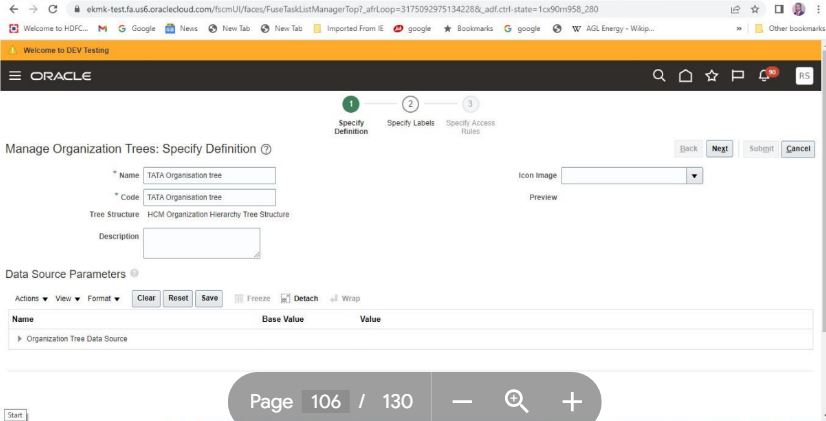 ekmk-test.fa.us6.oraclecloud.com/fscmUI/faces/FuseTaskListManagerTop?_afrLoop=31750929751342288&_adf.ctrl-state=1cx90m958_280
Welcome to HDFC... Google News New Tab New Tab Imported From IE google Bookmarks google AGL Energy - Wikip... » Other bookmarks
Welcome to DEV Testing
ORACLE 90 RS
1 2 3
Specify Definition Specify Labels Specify Access Rules
Manage Organization Trees: Specify Definition Back Next Submit Cancel
* Name TATA Organisation tree Icon Image
* Code TATA Organisation tree Preview
Tree Structure HCM Organization Hierarchy Tree Structure
Description
Data Source Parameters
Actions View Format Clear Reset Save Freeze Detach Wrap
Name Base Value Value
Organization Tree Data Source
Page 106 / 130
Start